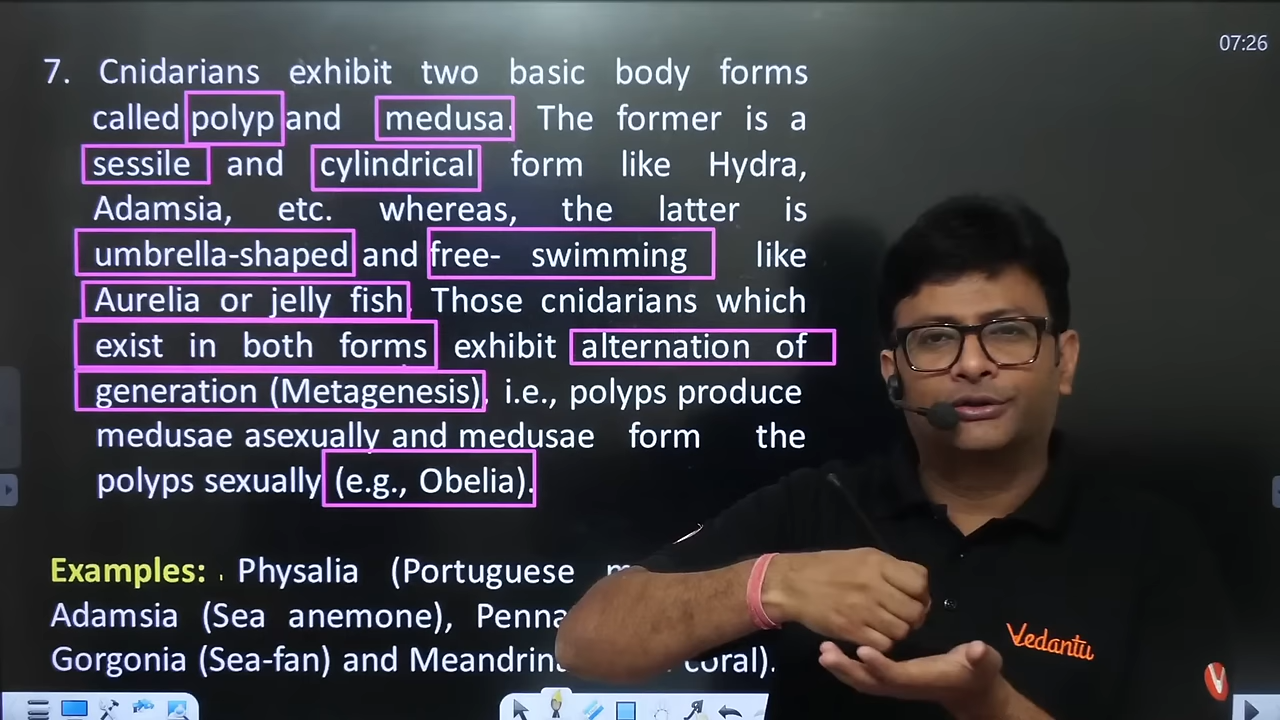 07:26
7. Cnidarians exhibit two basic body forms
called polyp and medusa. The former is a
sessile and cylindrical form like Hydra,
Adamsia, etc. whereas, the latter is
umbrella-shaped and free- swimming like
Aurelia or jelly fish. Those cnidarians which
exist in both forms exhibit alternation of
generation (Metagenesis), i.e., polyps produce
medusae asexually and medusae form the
polyps sexually (e.g., Obelia).
Examples: Physalia (Portuguese
Adamsia (Sea anemone),
Gorgonia (Sea-fan) and coral).
Vedantu
V